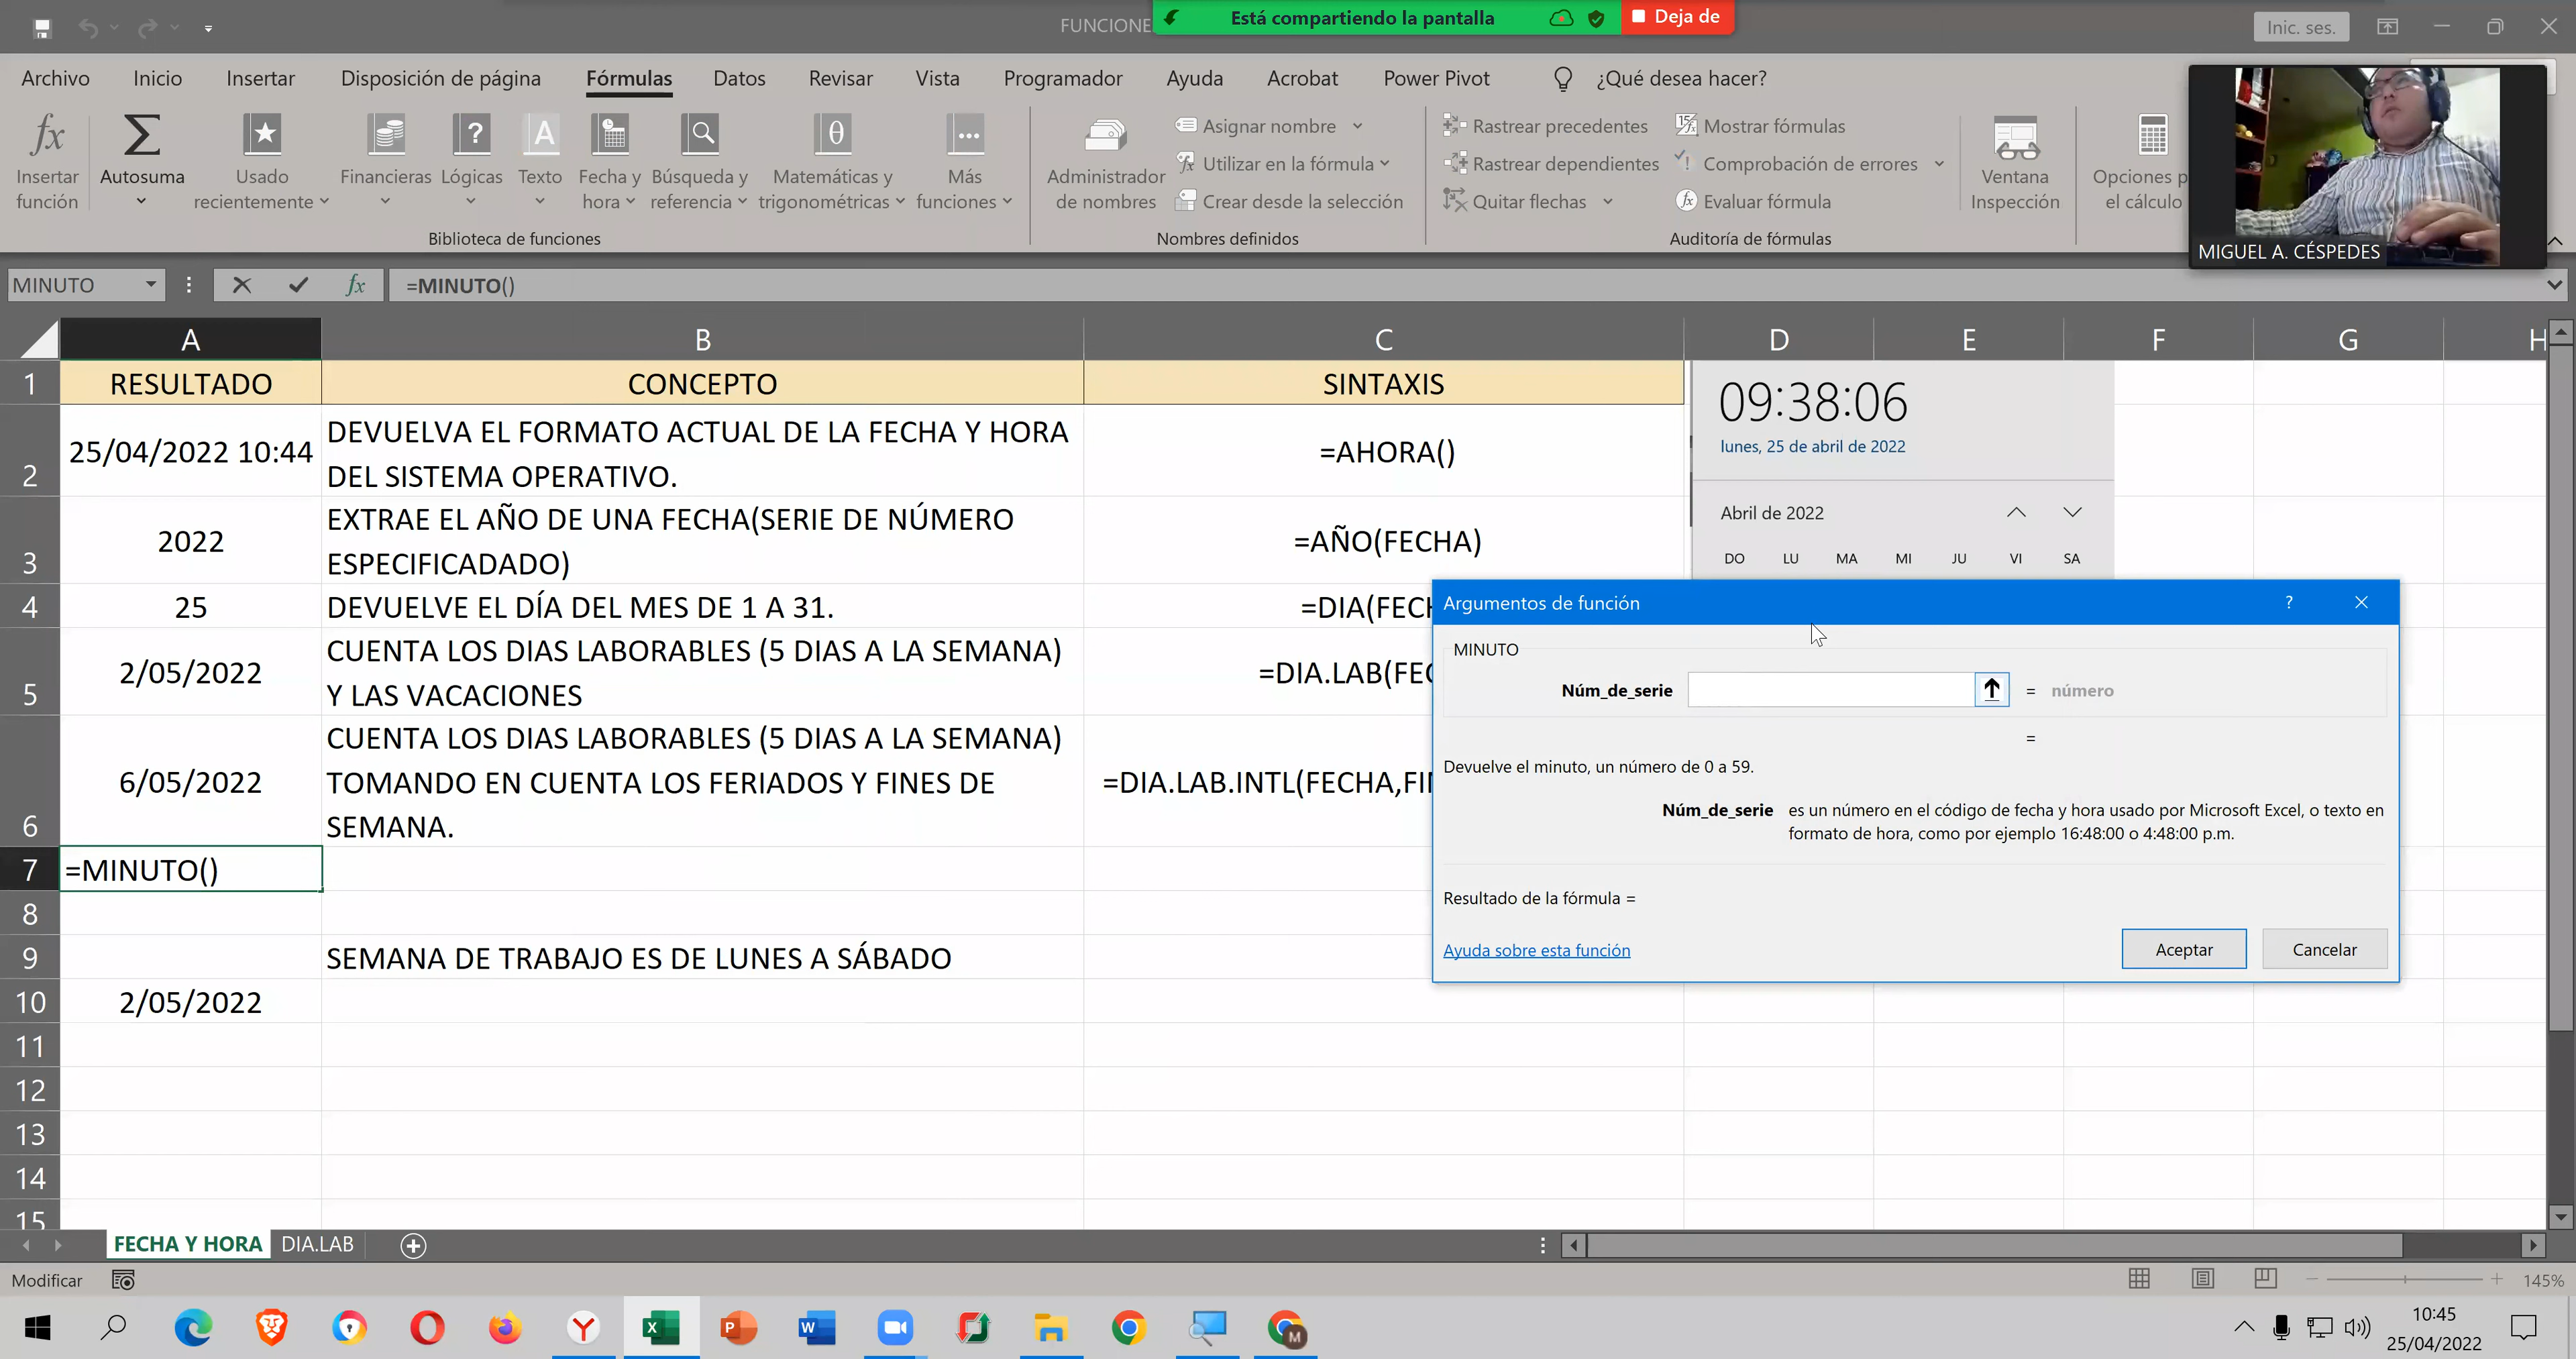 FUNCIONE
Está compartiendo la pantalla
Deja de
Inic. ses.
Archivo Inicio Insertar Disposición de página Fórmulas Datos Revisar Vista Programador Ayuda Acrobat Power Pivot ¿Qué desea hacer?
Insertar función
Autosuma
Usado recientemente
Financieras
Lógicas
Texto
Fecha y hora
Búsqueda y referencia
Matemáticas y trigonométricas
Más funciones
Biblioteca de funciones
Administrador de nombres
Asignar nombre
Utilizar en la fórmula
Crear desde la selección
Nombres definidos
Rastrear precedentes
Rastrear dependientes
Quitar flechas
Mostrar fórmulas
Comprobación de errores
Evaluar fórmula
Auditoría de fórmulas
Ventana Inspección
Opciones p
el cálculo
MIGUEL A. CÉSPEDES
MINUTO
fx
=MINUTO()
A B C D E F G H
1 RESULTADO CONCEPTO SINTAXIS
2 25/04/2022 10:44 DEVUELVA EL FORMATO ACTUAL DE LA FECHA Y HORA
DEL SISTEMA OPERATIVO.
=AHORA()
3 2022 EXTRAE EL AÑO DE UNA FECHA(SERIE DE NÚMERO
ESPECIFICADADO)
=AÑO(FECHA)
4 25 DEVUELVE EL DÍA DEL MES DE 1 A 31. =DIA(FECH
5 2/05/2022 CUENTA LOS DIAS LABORABLES (5 DIAS A LA SEMANA)
Y LAS VACACIONES
=DIA.LAB(FEC
6 6/05/2022 CUENTA LOS DIAS LABORABLES (5 DIAS A LA SEMANA)
TOMANDO EN CUENTA LOS FERIADOS Y FINES DE
SEMANA.
=DIA.LAB.INTL(FECHA,FIN
7 =MINUTO()
8
9 SEMANA DE TRABAJO ES DE LUNES A SÁBADO
10 2/05/2022
11
12
13
14
15
09:38:06
lunes, 25 de abril de 2022
Abril de 2022
DO LU MA MI JU VI SA
Argumentos de función ?
MINUTO
Núm_de_serie = número
=
Devuelve el minuto, un número de 0 a 59.
Núm_de_serie es un número en el código de fecha y hora usado por Microsoft Excel, o texto en
formato de hora, como por ejemplo 16:48:00 o 4:48:00 p.m.
Resultado de la fórmula =
Ayuda sobre esta función
Aceptar Cancelar
FECHA Y HORA DIA.LAB
Modificar
145%
10:45
25/04/2022